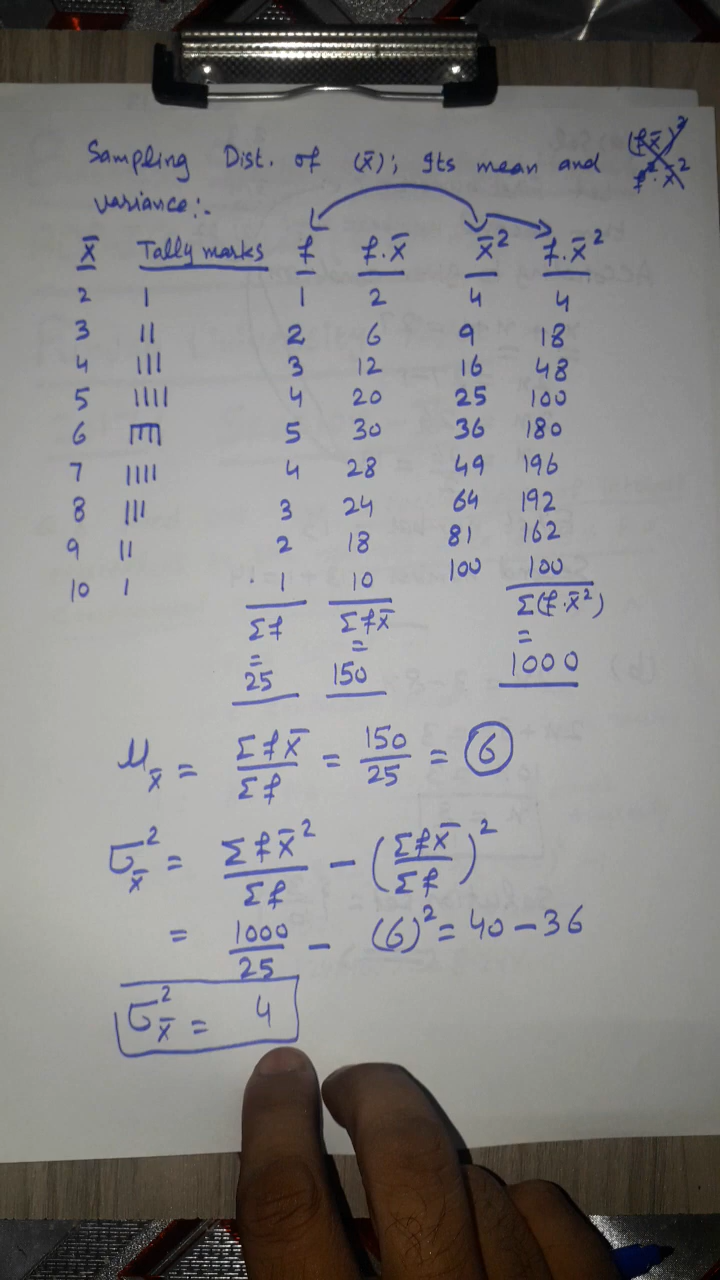 Sampling Dist. of (x̄); Its mean and
variance:-
(f x̄)²
f² · x̄²
x̄ Tally marks f f.x̄ x̄² f.x̄²
2 | 1 2 4 4
3 || 2 6 9 18
4 ||| 3 12 16 48
5 |||| 4 20 25 100
6 |||| 5 30 36 180
7 |||| 4 28 49 196
8 ||| 3 24 64 192
9 || 2 18 81 162
10 | 1 10 100 100
Σf Σfx̄ Σ(f.x̄²)
= = =
25 150 1000
μx̄ = Σfx̄/Σf = 150/25 = 6
σ²x̄ = Σfx̄²/Σf - (Σfx̄/Σf)²
= 1000/25 - (6)² = 40 - 36
σ²x̄ = 4